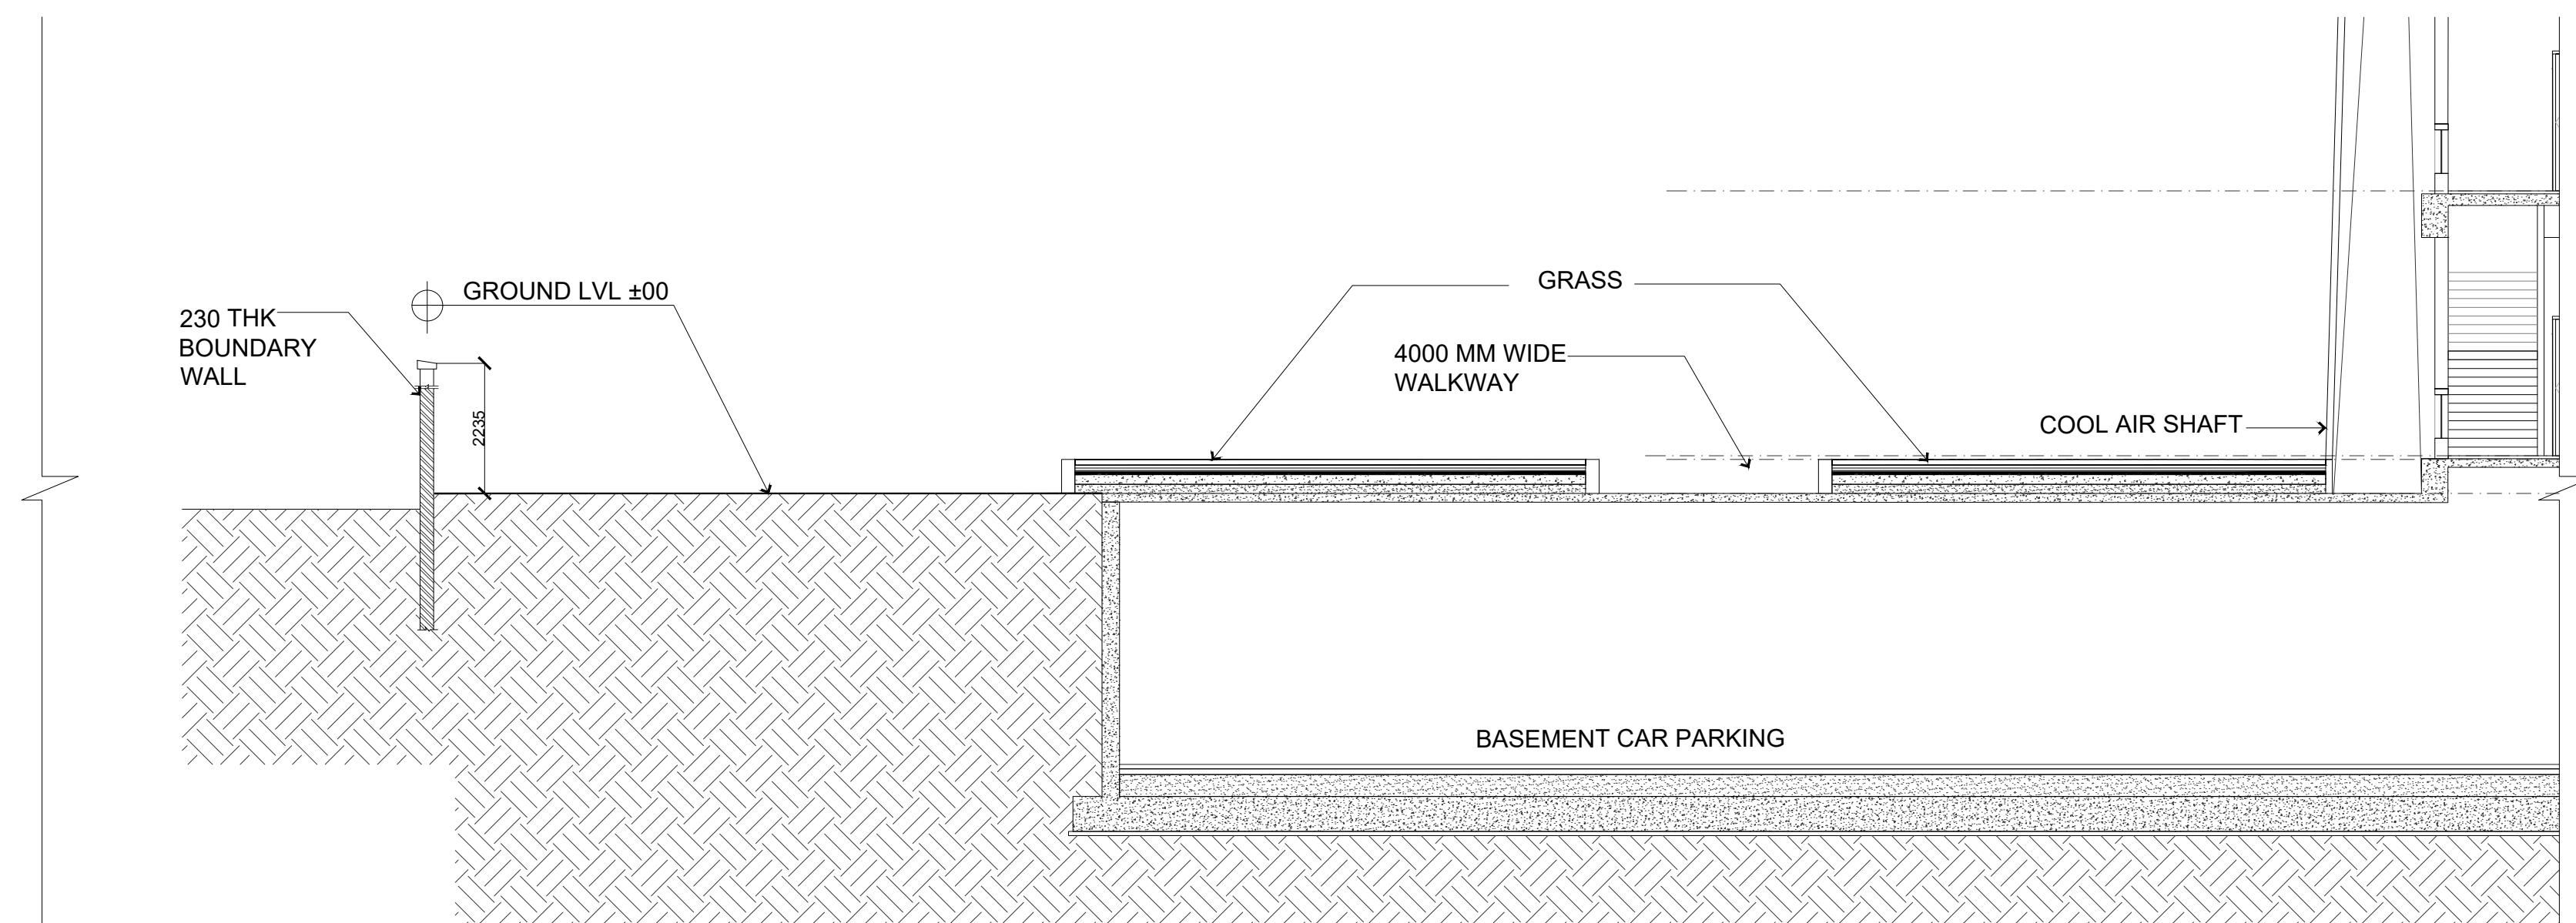 GROUND LVL ±00
230 THK
BOUNDARY
WALL
2235
GRASS
4000 MM WIDE
WALKWAY
COOL AIR SHAFT
BASEMENT CAR PARKING